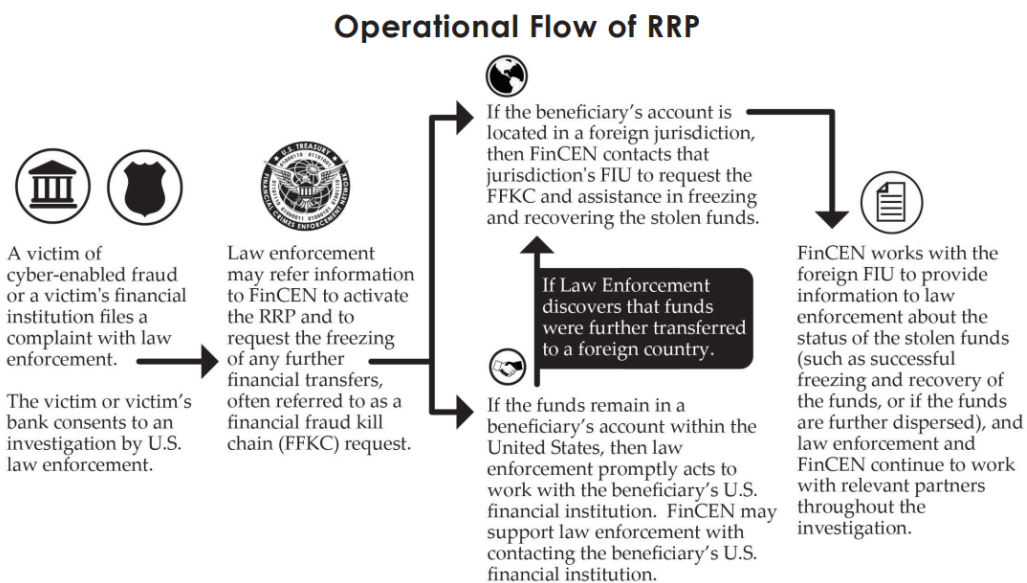 Operational Flow of RRP
A victim of
cyber-enabled fraud
or a victim's financial
institution files a
complaint with law
enforcement.
The victim or victim’s
bank consents to an
investigation by U.S.
law enforcement.
U.S. TREASURY
FINANCIAL CRIMES ENFORCEMENT NETWORK
Law enforcement
may refer information
to FinCEN to activate
the RRP and to
request the freezing
of any further
financial transfers,
often referred to as a
financial fraud kill
chain (FFKC) request.
If the beneficiary’s account is
located in a foreign jurisdiction,
then FinCEN contacts that
jurisdiction's FIU to request the
FFKC and assistance in freezing
and recovering the stolen funds.
If Law Enforcement
discovers that funds
were further transferred
to a foreign country.
If the funds remain in a
beneficiary’s account within the
United States, then law
enforcement promptly acts to
work with the beneficiary’s U.S.
financial institution.  FinCEN may
support law enforcement with
contacting the beneficiary’s U.S.
financial institution.
FinCEN works with the
foreign FIU to provide
information to law
enforcement about the
status of the stolen funds
(such as successful
freezing and recovery of
the funds, or if the funds
are further dispersed), and
law enforcement and
FinCEN continue to work
with relevant partners
throughout the
investigation.